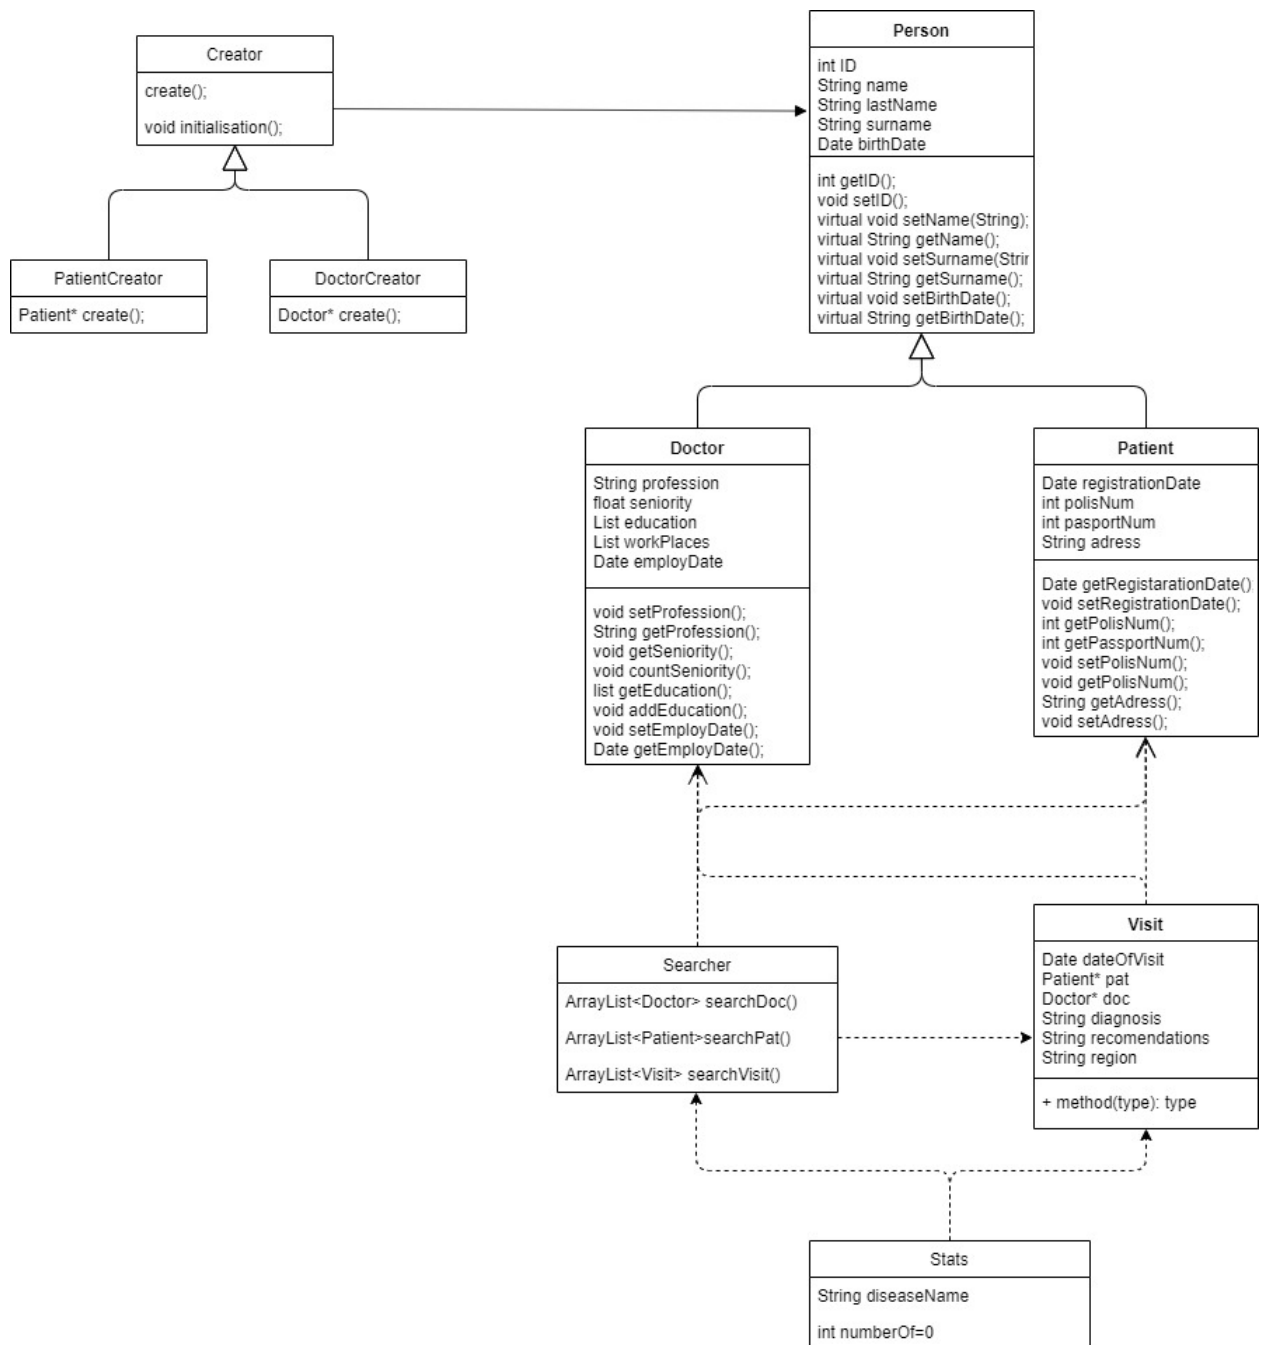 Creator
create();
void initialisation();
Person
int ID
String name
String lastName
String surname
Date birthDate
int getID();
void setID();
virtual void setName(String);
virtual String getName();
virtual void setSurname(Strin
virtual String getSurname();
virtual void setBirthDate();
virtual String getBirthDate();
PatientCreator
Patient* create();
DoctorCreator
Doctor* create();
Doctor
String profession
float seniority
List education
List workPlaces
Date employDate
void setProfession();
String getProfession();
void getSeniority();
void countSeniority();
list getEducation();
void addEducation();
void setEmployDate();
Date getEmployDate();
Patient
Date registrationDate
int polisNum
int pasportNum
String adress
Date getRegistarationDate()
void setRegistrationDate();
int getPolisNum();
int getPassportNum();
void setPolisNum();
void getPolisNum();
String getAdress();
void setAdress();
Searcher
ArrayList<Doctor> searchDoc()
ArrayList<Patient>searchPat()
ArrayList<Visit> searchVisit()
Visit
Date dateOfVisit
Patient* pat
Doctor* doc
String diagnosis
String recomendations
String region
+ method(type): type
Stats
String diseaseName
int numberOf=0